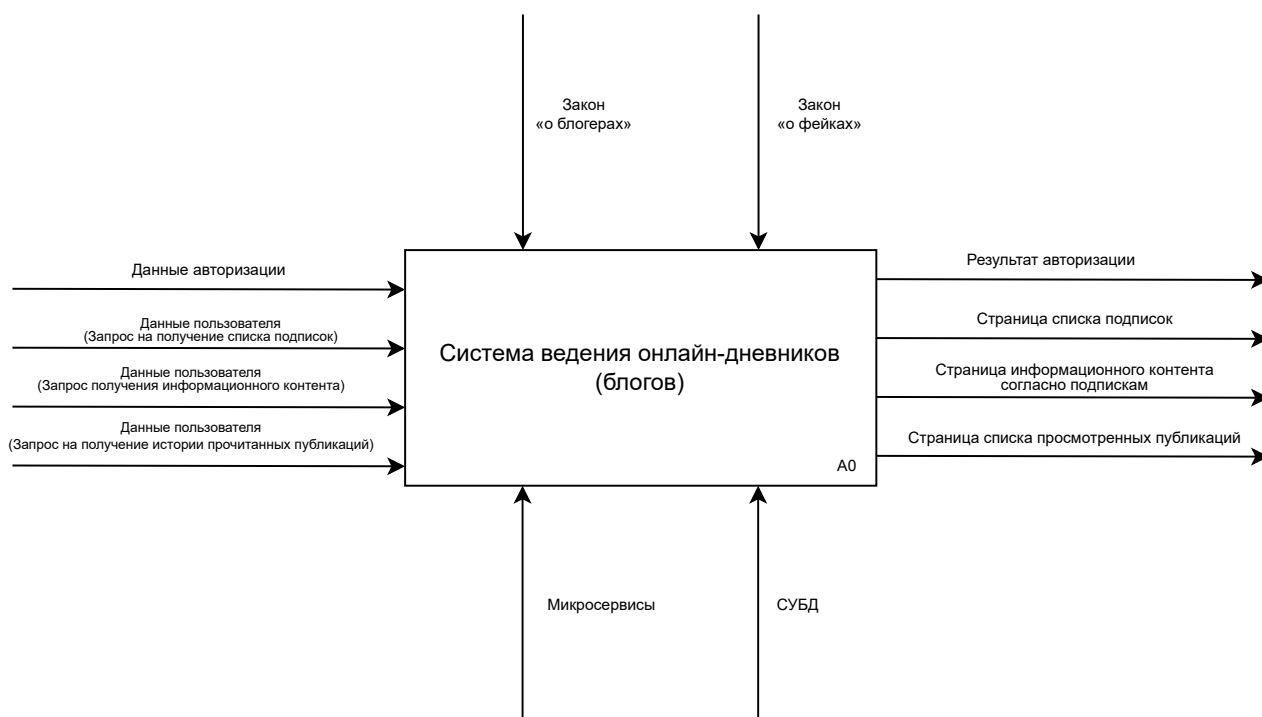 Закон
«о блогерах»
Закон
«о фейках»
Данные авторизации
Данные пользователя
(Запрос на получение списка подписок)
Данные пользователя
(Запрос получения информационного контента)
Данные пользователя
(Запрос на получение истории прочитанных публикаций)
Система ведения онлайн-дневников
(блогов)
A0
Результат авторизации
Страница списка подписок
Страница информационного контента
согласно подпискам
Страница списка просмотренных публикаций
Микросервисы
СУБД